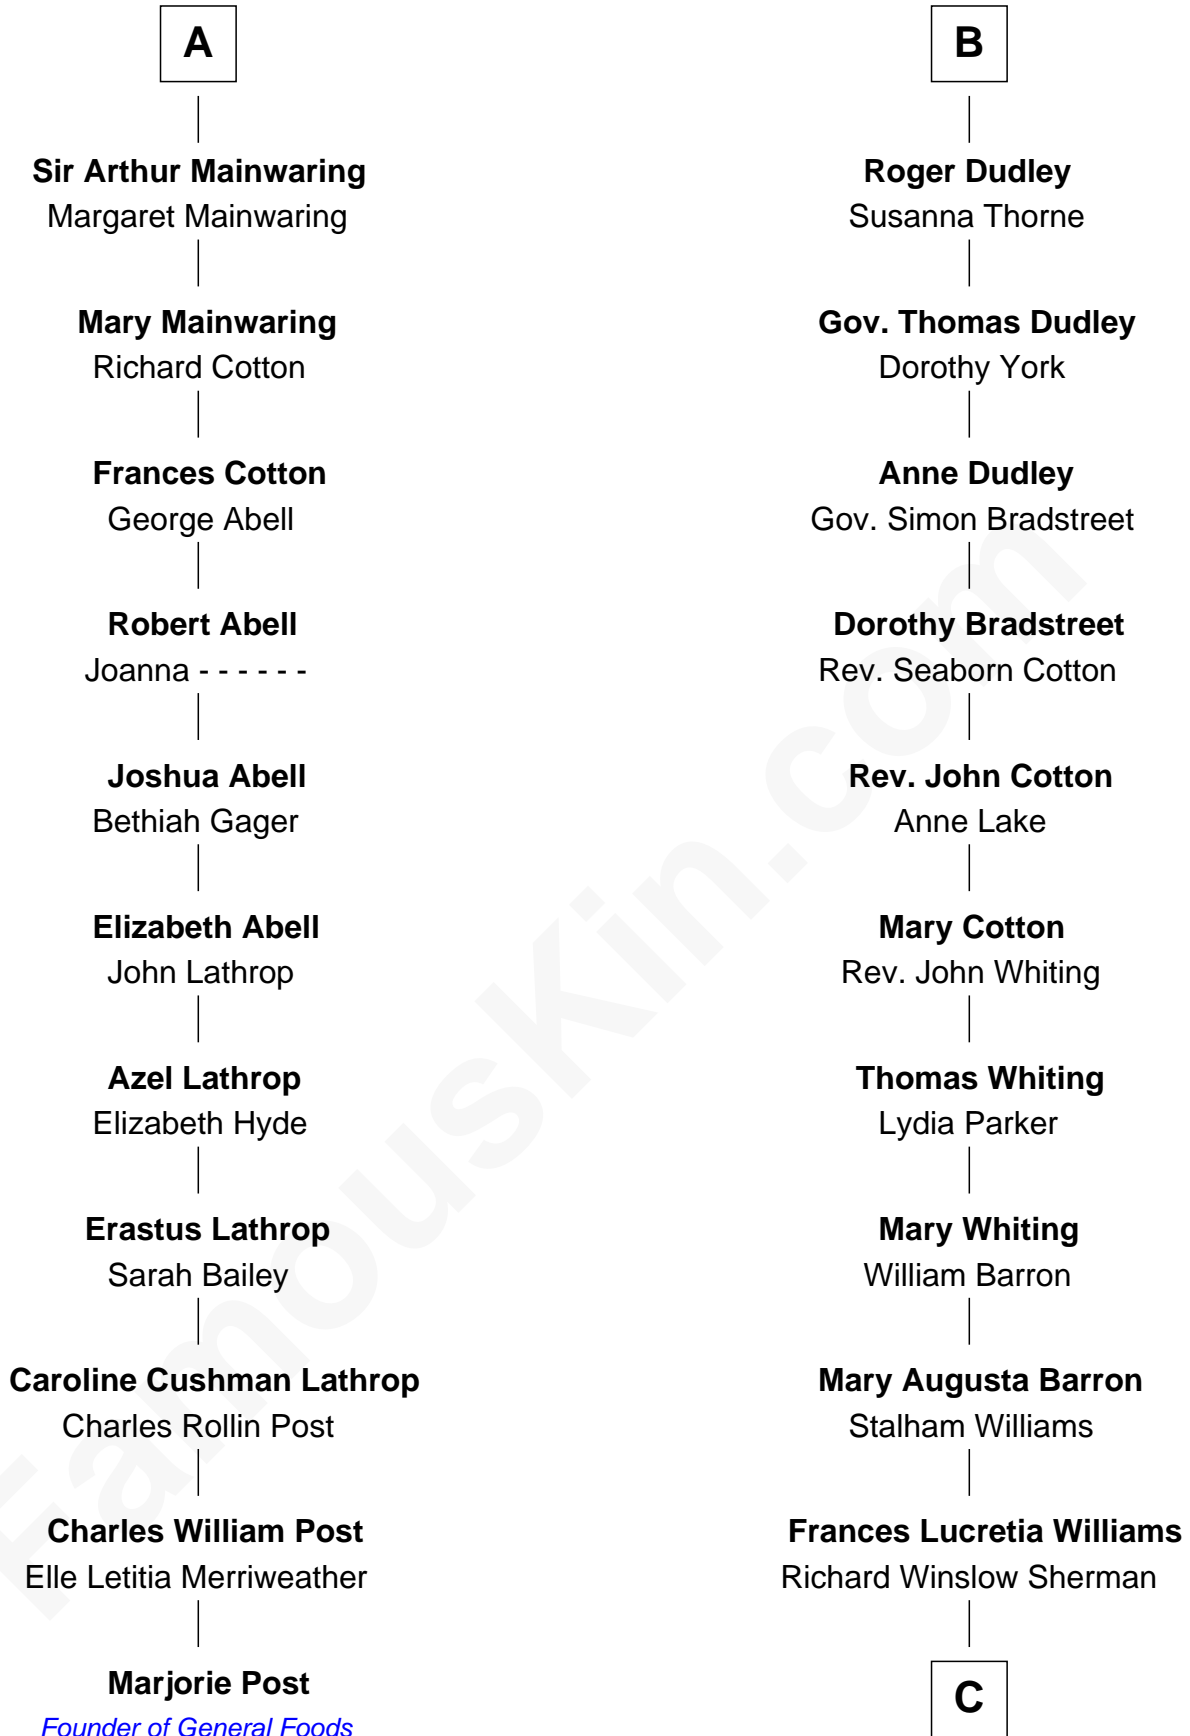 A
Sir Arthur Mainwaring
Margaret Mainwaring
Mary Mainwaring
Richard Cotton
Frances Cotton
George Abell
Robert Abell
Joanna - - - - - -
Joshua Abell
Bethiah Gager
Elizabeth Abell
John Lathrop
Azel Lathrop
Elizabeth Hyde
Erastus Lathrop
Sarah Bailey
Caroline Cushman Lathrop
Charles Rollin Post
Charles William Post
Elle Letitia Merriweather
Marjorie Post
Founder of General Foods
B
Roger Dudley
Susanna Thorne
Gov. Thomas Dudley
Dorothy York
Anne Dudley
Gov. Simon Bradstreet
Dorothy Bradstreet
Rev. Seaborn Cotton
Rev. John Cotton
Anne Lake
Mary Cotton
Rev. John Whiting
Thomas Whiting
Lydia Parker
Mary Whiting
William Barron
Mary Augusta Barron
Stalham Williams
Frances Lucretia Williams
Richard Winslow Sherman
C
FamousKin.com